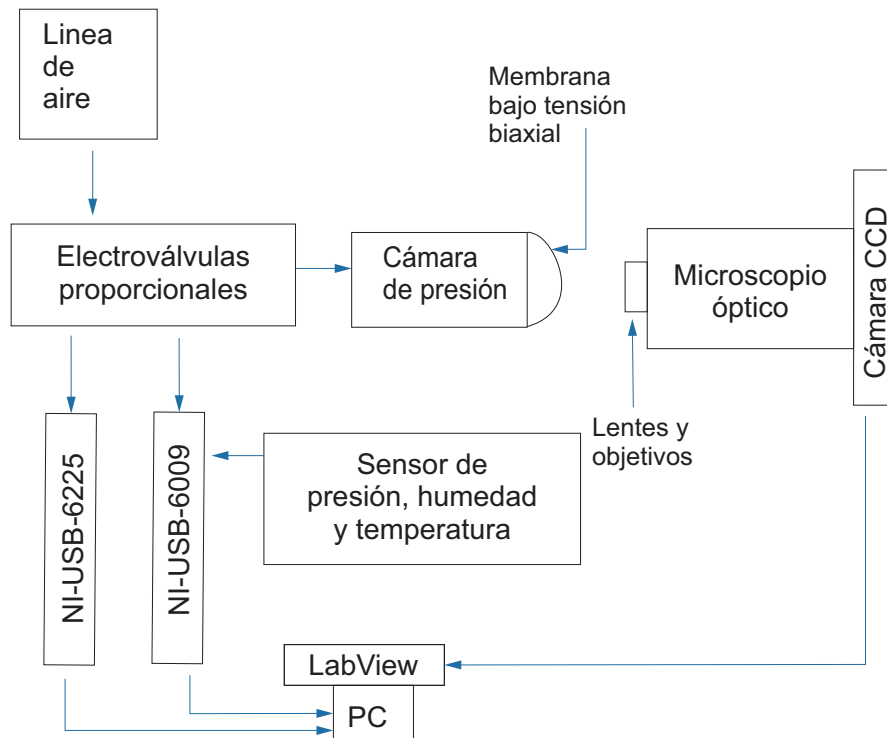 Linea
de
aire
Membrana
bajo tensión
biaxial
Electroválvulas
proporcionales
Cámara
de presión
Microscopio
óptico
Cámara CCD
Lentes y
objetivos
NI-USB-6225
NI-USB-6009
Sensor de
presión, humedad
y temperatura
LabView
PC